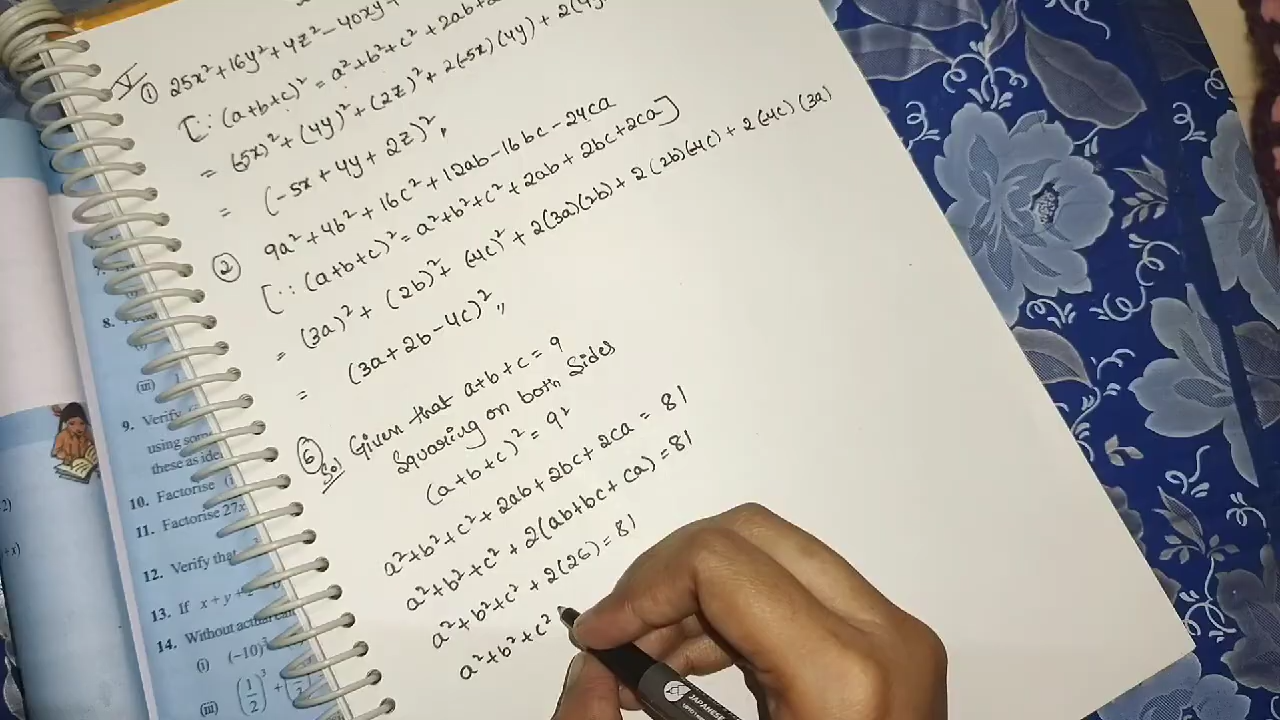 V ① 25x²+16y²+4z²-40xy
[∵ (a+b+c)² = a²+b²+c²+2ab+
= (-5x)²+(4y)²+(2z)²+2(-5x)(4y)+2(4y
= (-5x+4y+2z)²,
② 9a²+4b²+16c²+12ab-16bc-24ca
[∵ (a+b+c)² = a²+b²+c²+2ab+2bc+2ca]
= (3a)²+(2b)²+(-4c)²+2(3a)(2b)+2(2b)(-4c)+2(-4c)(3a)
= (3a+2b-4c)²,,
⑥ Given that a+b+c=9
Sol Squaring on both sides
(a+b+c)²=9²
a²+b²+c²+2ab+2bc+2ca=81
a²+b²+c²+2(ab+bc+ca)=81
a²+b²+c²+2(26)=81
a²+b²+c²
7.
8.
(iii)
9. Verify
using som
these as ide
10. Factorise (i
11. Factorise 27x
12. Verify that
13. If x+y+
14. Without actual
(i) (-10)³
(iii) (1/2)³ + (
JAPANESE